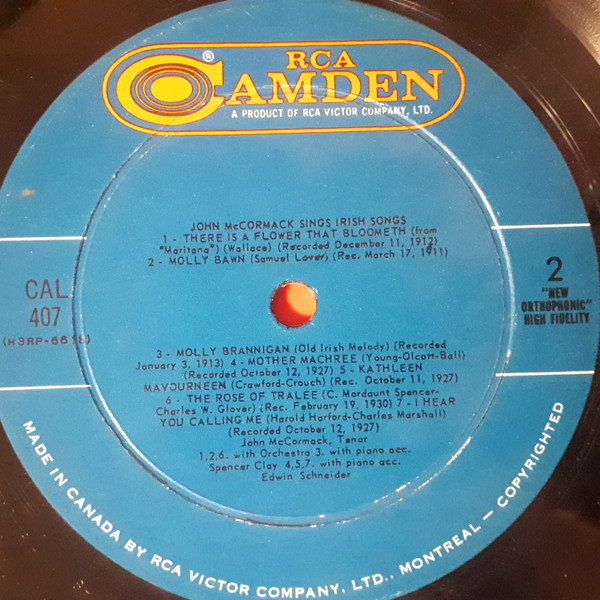 ®
RCA
CAMDEN
A PRODUCT OF RCA VICTOR COMPANY, LTD.
JOHN McCORMACK SINGS IRISH SONGS
1 - THERE IS A FLOWER THAT BLOOMETH (from
"Maritana") (Wallace) (Recorded December 11, 1912)
2 - MOLLY BAWN (Samuel Lover) (Rec. March 17, 1911)
CAL
407
2
"NEW
ORTHOPHONIC"
HIGH FIDELITY
3 - MOLLY BRANNIGAN (Old Irish Melody) (Recorded
January 3, 1913) 4 - MOTHER MACHREE (Young-Olcott-Ball)
(Recorded October 12, 1927) 5 - KATHLEEN
MAVOURNEEN (Crawford-Crouch) (Rec. October 11, 1927)
6 - THE ROSE OF TRALEE (C. Mordaunt Spencer-
Charles W. Glover) (Rec. February 19, 1930) 7 - I HEAR
YOU CALLING ME (Harold Harford-Charles Marshall)
(Recorded October 12, 1927)
John McCormack, Tenor
1,2,6. with Orchestra 3. with piano acc.
Spencer Clay 4,5,7. with piano acc.
Edwin Schneider
MADE IN CANADA BY RCA VICTOR COMPANY, LTD., MONTREAL - COPYRIGHTED